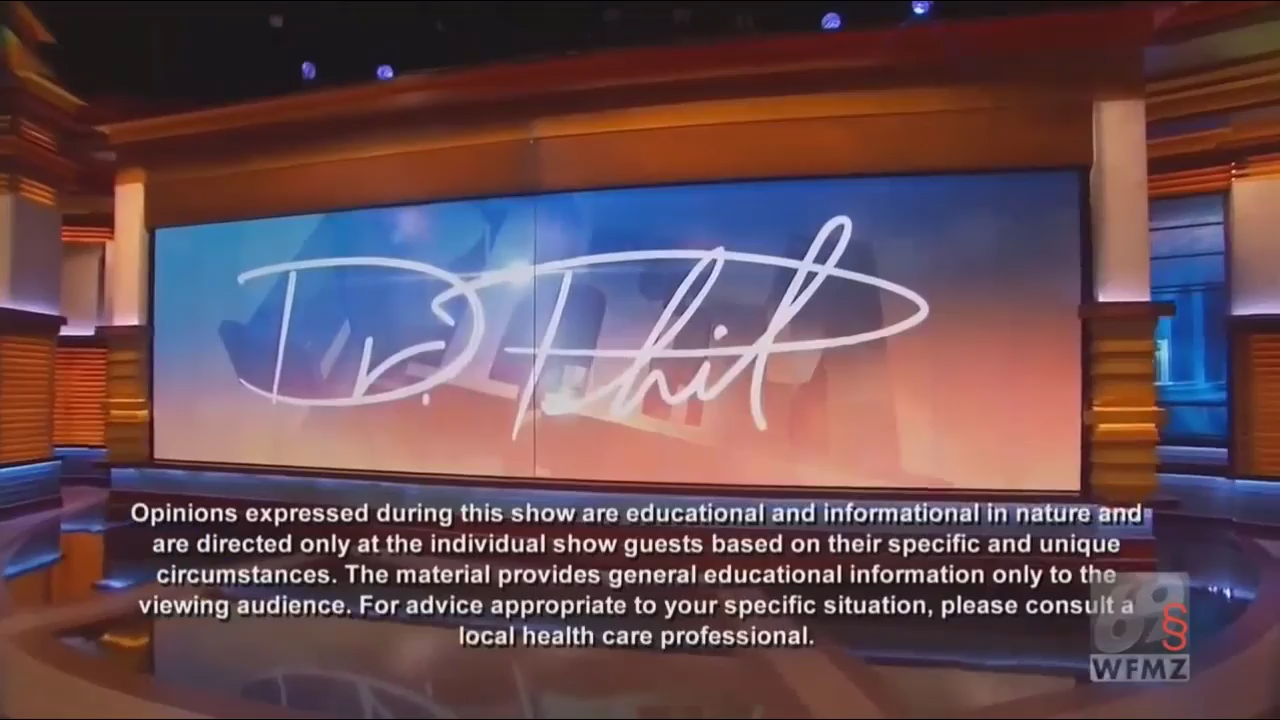 Dr. Phil
Opinions expressed during this show are educational and informational in nature and
are directed only at the individual show guests based on their specific and unique
circumstances. The material provides general educational information only to the
viewing audience. For advice appropriate to your specific situation, please consult a
local health care professional.
69
§
WFMZ